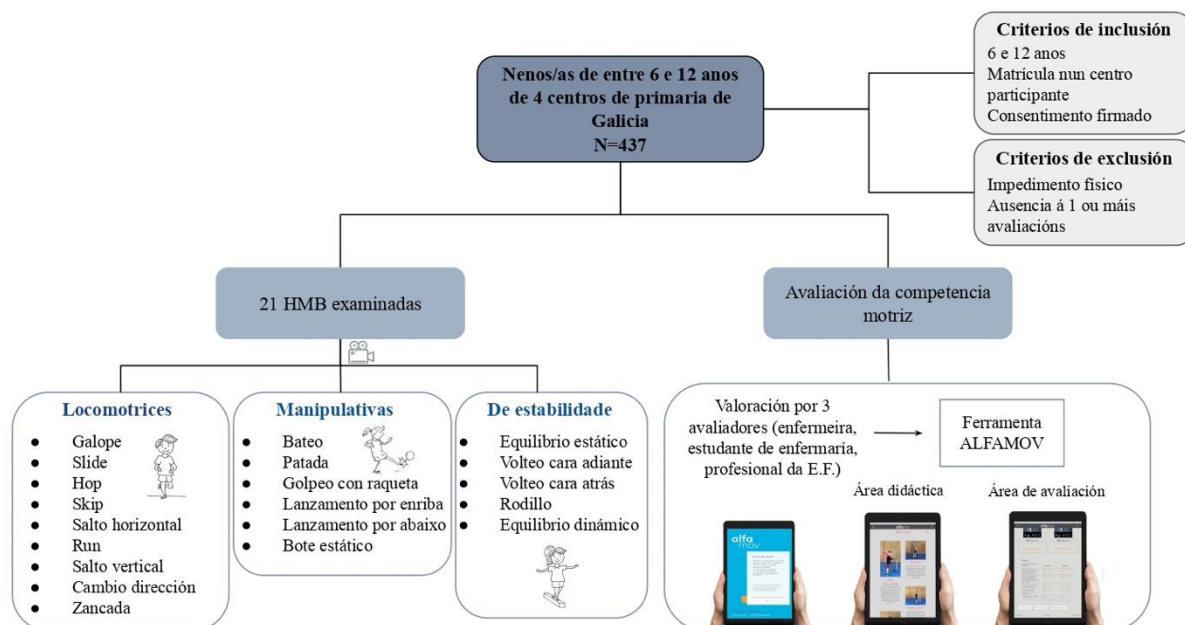 Nenos/as de entre 6 e 12 anos
de 4 centros de primaria de
Galicia
N=437
Criterios de inclusión
6 e 12 anos
Matrícula nun centro
participante
Consentimento firmado
Criterios de exclusión
Impedimento físico
Ausencia á 1 ou máis
avaliacións
21 HMB examinadas
Avaliación da competencia
motriz
Locomotrices
● Galope
● Slide
● Hop
● Skip
● Salto horizontal
● Run
● Salto vertical
● Cambio dirección
● Zancada
Manipulativas
● Bateo
● Patada
● Golpeo con raqueta
● Lanzamento por enriba
● Lanzamento por abaixo
● Bote estático
De estabilidade
● Equilibrio estático
● Volteo cara adiante
● Volteo cara atrás
● Rodillo
● Equilibrio dinámico
Valoración por 3
avaliadores (enfermeira,
estudante de enfermaría,
profesional da E.F.)
Ferramenta
ALFAMOV
Área didáctica
Área de avaliación
alfa
mov